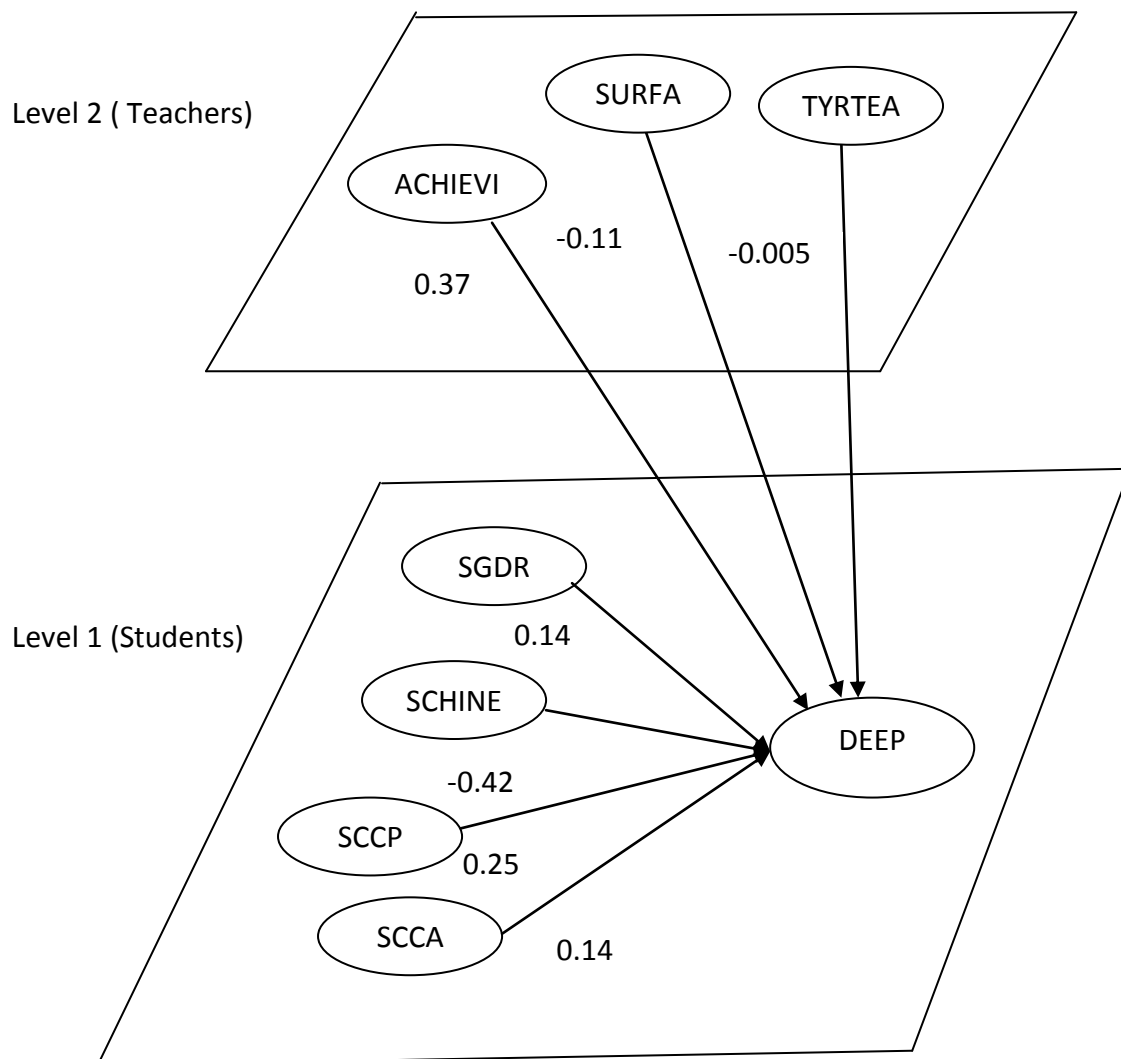 SURFA
TYRTEA
Level 2 ( Teachers)
ACHIEVI
-0.11
-0.005
0.37
SGDR
Level 1 (Students)
0.14
SCHINE
DEEP
-0.42
SCCP
0.25
SCCA
0.14